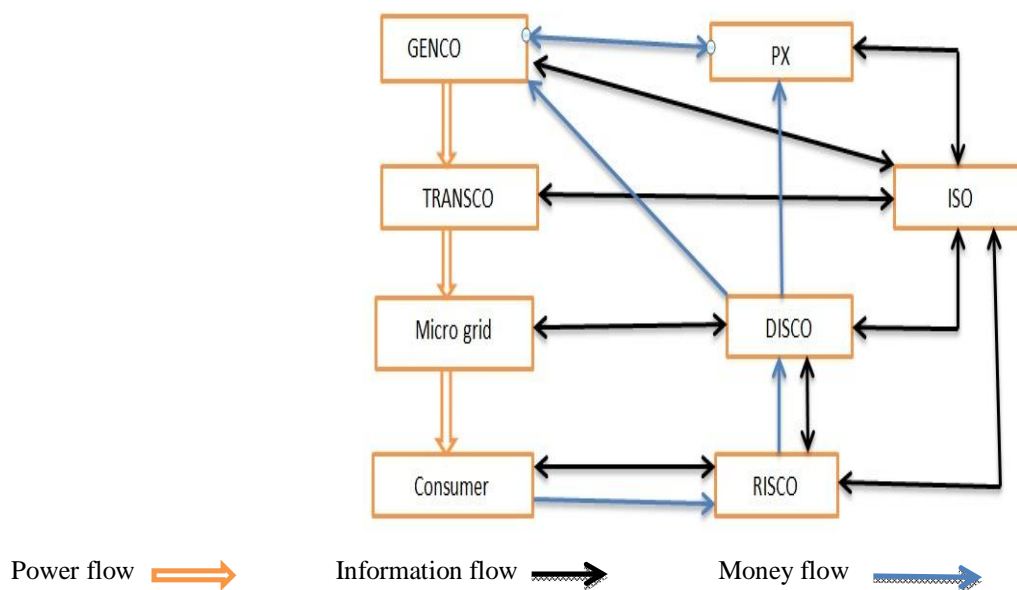 GENCO
PX
TRANSCO
ISO
Micro grid
DISCO
Consumer
RISCO
Power flow
Information flow
Money flow